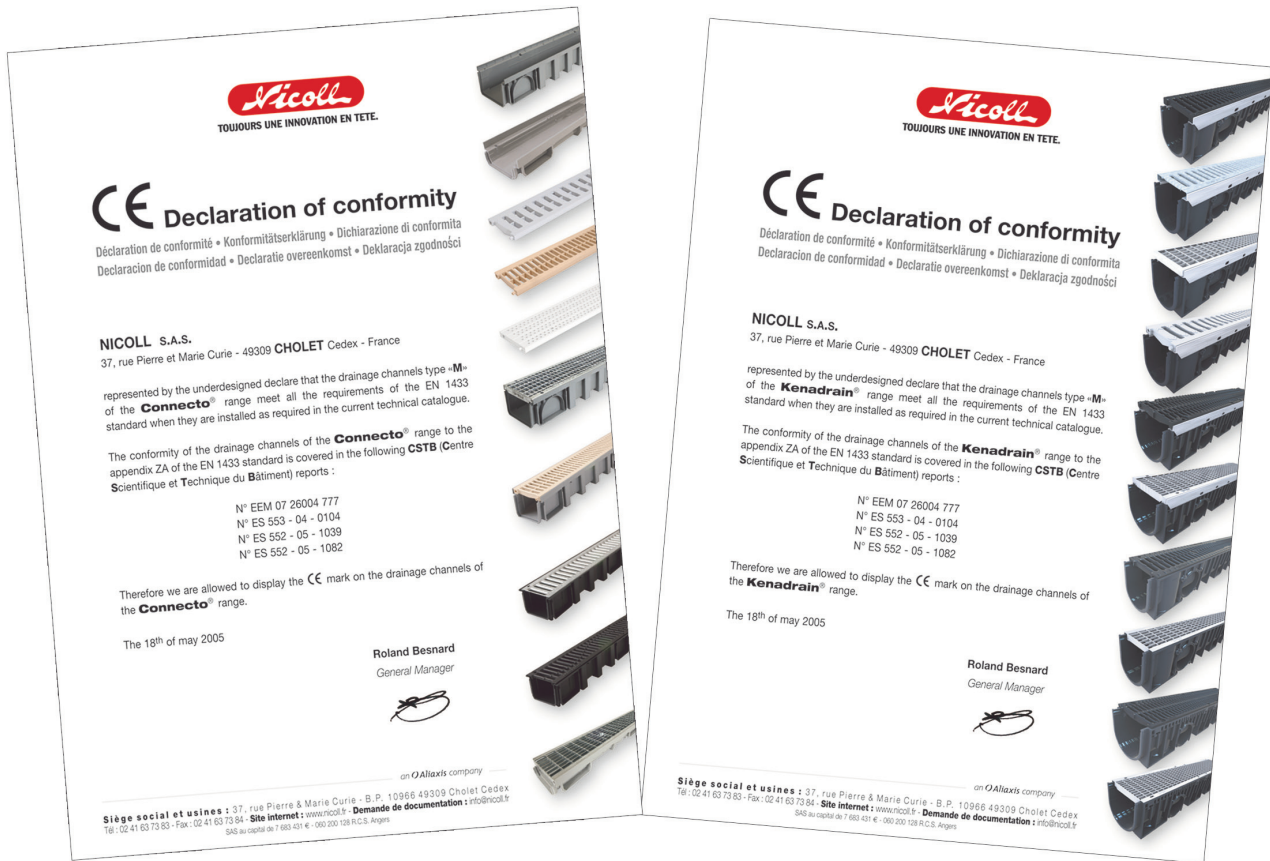 Nicoll
TOUJOURS UNE INNOVATION EN TETE.
CE Declaration of conformity
Déclaration de conformité • Konformitätserklärung • Dichiarazione di conformita
Declaracion de conformidad • Declaratie overeenkomst • Deklaracja zgodności
NICOLL S.A.S.
37, rue Pierre et Marie Curie - 49309 CHOLET Cedex - France
represented by the underdesigned declare that the drainage channels type «M»
of the Connecto® range meet all the requirements of the EN 1433
standard when they are installed as required in the current technical catalogue.
The conformity of the drainage channels of the Connecto® range to the
appendix ZA of the EN 1433 standard is covered in the following CSTB (Centre
Scientifique et Technique du Bâtiment) reports :
N° EEM 07 26004 777
N° ES 553 - 04 - 0104
N° ES 552 - 05 - 1039
N° ES 552 - 05 - 1082
Therefore we are allowed to display the CE mark on the drainage channels of
the Connecto® range.
The 18th of may 2005
Roland Besnard
General Manager
an Aliaxis company
Siège social et usines : 37, rue Pierre & Marie Curie - B.P. 10966 49309 Cholet Cedex
Tél : 02 41 63 73 83 - Fax : 02 41 63 73 84 - Site internet : www.nicoll.fr - Demande de documentation : info@nicoll.fr
SAS au capital de 7 683 431 € - 060 200 128 R.C.S. Angers
Nicoll
TOUJOURS UNE INNOVATION EN TETE.
CE Declaration of conformity
Déclaration de conformité • Konformitätserklärung • Dichiarazione di conformita
Declaracion de conformidad • Declaratie overeenkomst • Deklaracja zgodności
NICOLL S.A.S.
37, rue Pierre et Marie Curie - 49309 CHOLET Cedex - France
represented by the underdesigned declare that the drainage channels type «M»
of the Kenadrain® range meet all the requirements of the EN 1433
standard when they are installed as required in the current technical catalogue.
The conformity of the drainage channels of the Kenadrain® range to the
appendix ZA of the EN 1433 standard is covered in the following CSTB (Centre
Scientifique et Technique du Bâtiment) reports :
N° EEM 07 26004 777
N° ES 553 - 04 - 0104
N° ES 552 - 05 - 1039
N° ES 552 - 05 - 1082
Therefore we are allowed to display the CE mark on the drainage channels of
the Kenadrain® range.
The 18th of may 2005
Roland Besnard
General Manager
an Aliaxis company
Siège social et usines : 37, rue Pierre & Marie Curie - B.P. 10966 49309 Cholet Cedex
Tél : 02 41 63 73 83 - Fax : 02 41 63 73 84 - Site internet : www.nicoll.fr - Demande de documentation : info@nicoll.fr
SAS au capital de 7 683 431 € - 060 200 128 R.C.S. Angers